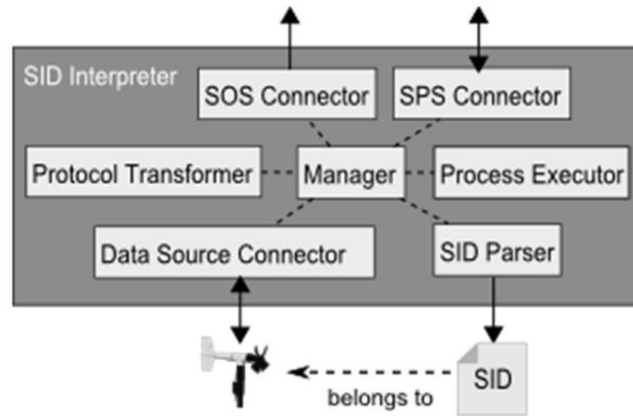 SID Interpreter
SOS Connector
SPS Connector
Protocol Transformer
Manager
Process Executor
Data Source Connector
SID Parser
SID
belongs to